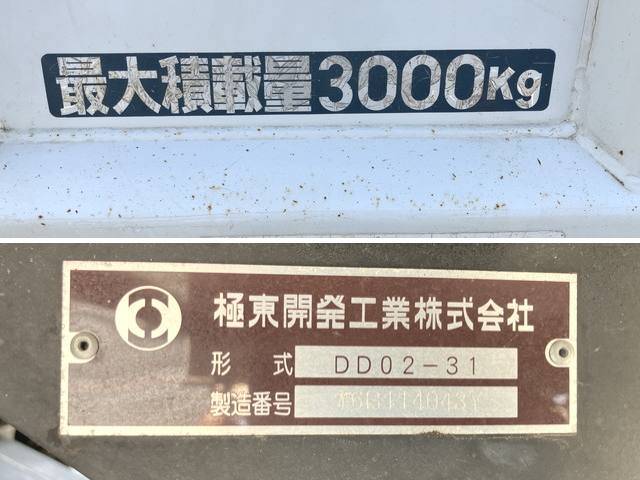 最大積載量3000Kg
極東開発工業株式会社
形式 DD02-31
製造番号